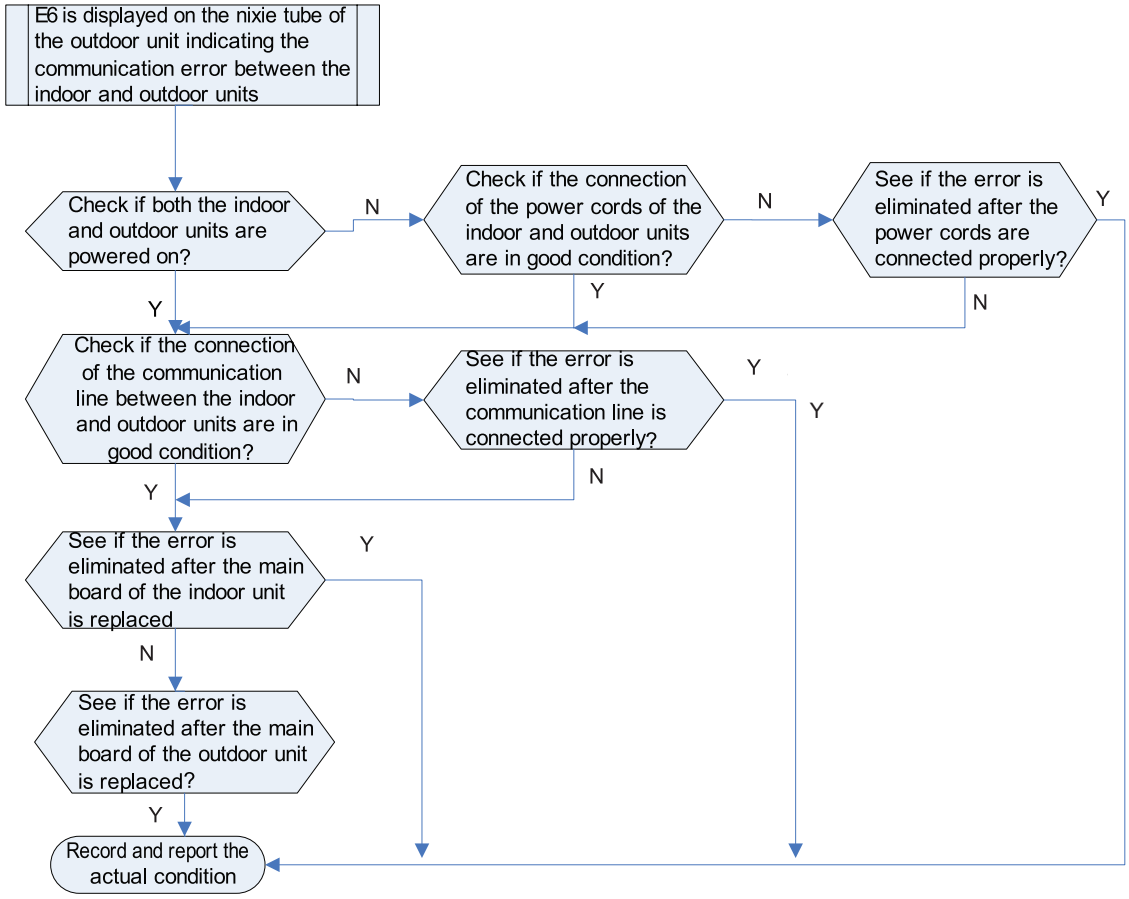 E6 is displayed on the nixie tube of
the outdoor unit indicating the
communication error between the
indoor and outdoor units
Check if both the indoor
and outdoor units are
powered on?
N
Check if the connection
of the power cords of the
indoor and outdoor units
are in good condition?
N
See if the error is
eliminated after the
power cords are
connected properly?
Y
Y
Y
N
Check if the connection
of the communication
line between the indoor
and outdoor units are in
good condition?
N
See if the error is
eliminated after the
communication line is
connected properly?
Y
Y
N
Y
See if the error is
eliminated after the main
board of the indoor unit
is replaced
Y
N
See if the error is
eliminated after the main
board of the outdoor unit
is replaced?
Y
Record and report the
actual condition